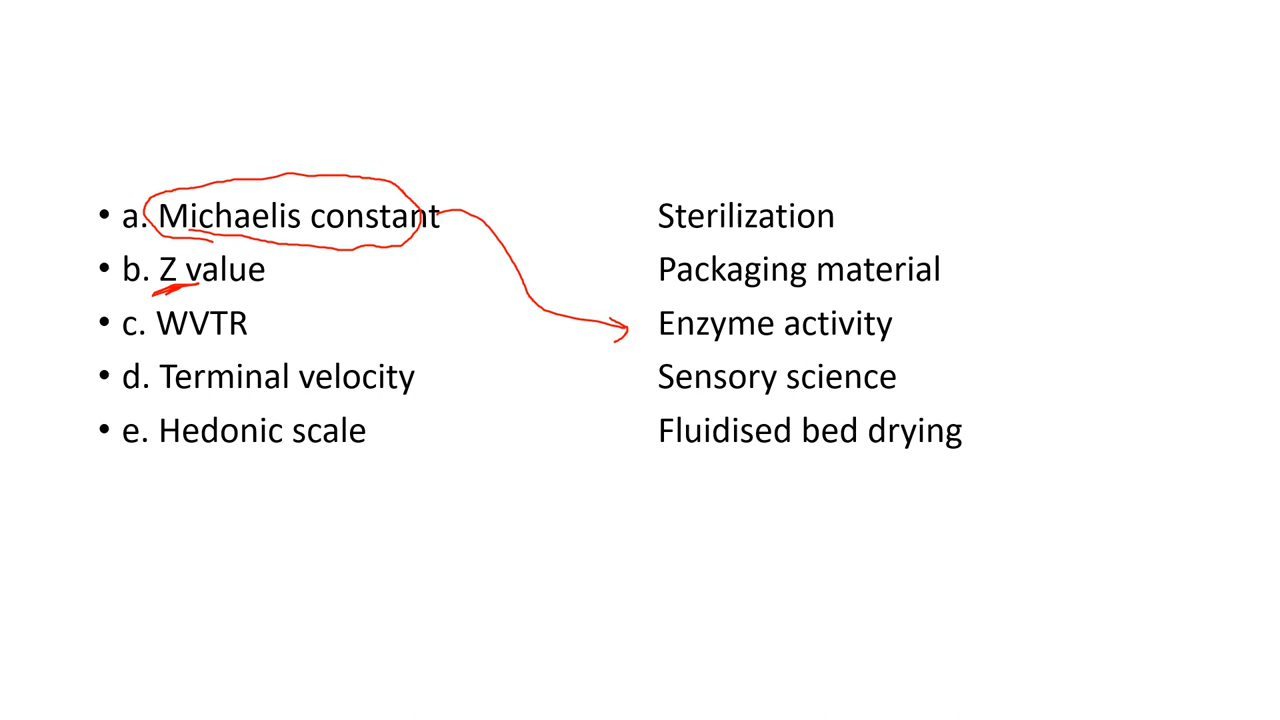 • a. Michaelis constant Sterilization
• b. Z value Packaging material
• c. WVTR Enzyme activity
• d. Terminal velocity Sensory science
• e. Hedonic scale Fluidised bed drying